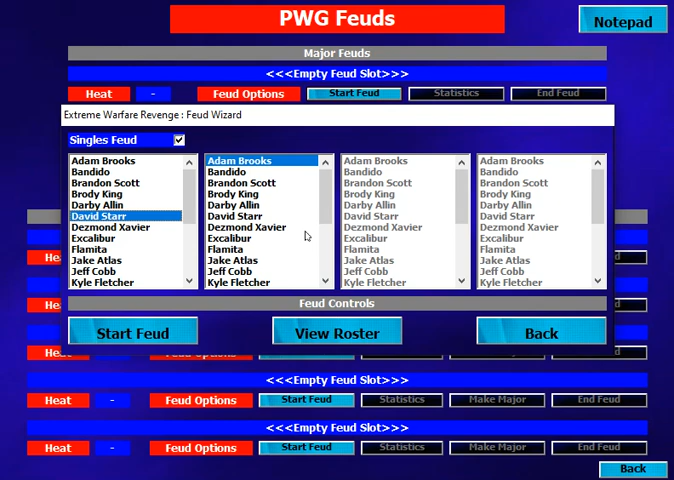 PWG Feuds
Notepad
Major Feuds
<<<Empty Feud Slot>>>
Heat - Feud Options Start Feud Statistics End Feud
Extreme Warfare Revenge : Feud Wizard
Singles Feud
Adam Brooks
Bandido
Brandon Scott
Brody King
Darby Allin
David Starr
Dezmond Xavier
Excalibur
Flamita
Jake Atlas
Jeff Cobb
Kyle Fletcher
Adam Brooks
Bandido
Brandon Scott
Brody King
Darby Allin
David Starr
Dezmond Xavier
Excalibur
Flamita
Jake Atlas
Jeff Cobb
Kyle Fletcher
Adam Brooks
Bandido
Brandon Scott
Brody King
Darby Allin
David Starr
Dezmond Xavier
Excalibur
Flamita
Jake Atlas
Jeff Cobb
Kyle Fletcher
Adam Brooks
Bandido
Brandon Scott
Brody King
Darby Allin
David Starr
Dezmond Xavier
Excalibur
Flamita
Jake Atlas
Jeff Cobb
Kyle Fletcher
Feud Controls
Start Feud View Roster Back
<<<Empty Feud Slot>>>
Heat - Feud Options Start Feud Statistics Make Major End Feud
<<<Empty Feud Slot>>>
Heat - Feud Options Start Feud Statistics Make Major End Feud
Back